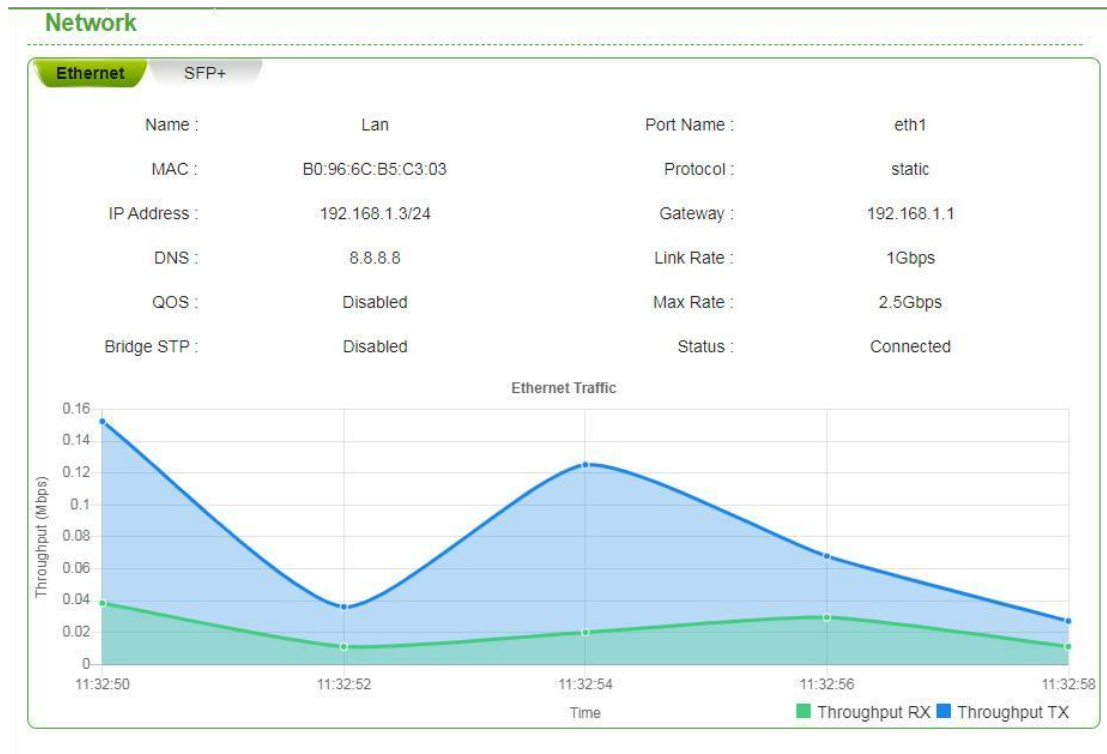 Network
Ethernet SFP+
Name : Lan Port Name : eth1
MAC : B0:96:6C:B5:C3:03 Protocol : static
IP Address : 192.168.1.3/24 Gateway : 192.168.1.1
DNS : 8.8.8.8 Link Rate : 1Gbps
QOS : Disabled Max Rate : 2.5Gbps
Bridge STP : Disabled Status : Connected
Ethernet Traffic
Throughput (Mbps)
0.16
0.14
0.12
0.1
0.08
0.06
0.04
0.02
0
11:32:50 11:32:52 11:32:54 11:32:56 11:32:58
Time
Throughput RX Throughput TX